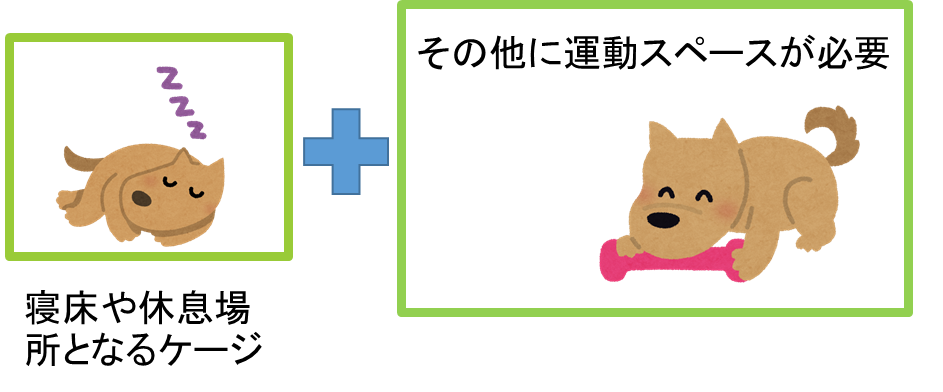 その他に運動スペースが必要
zzz
寝床や休息場
所となるケージ